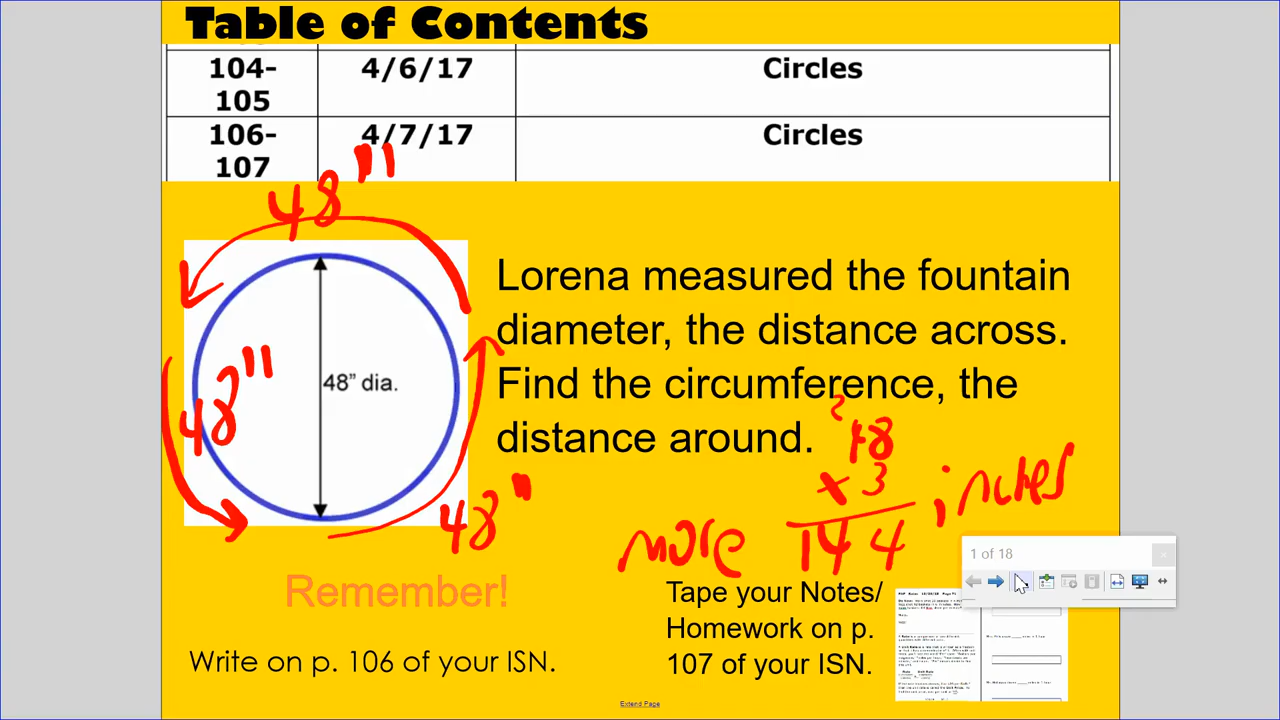 Table of Contents
104-105 4/6/17 Circles
106-107 4/7/17 Circles
48"
48"
48" dia.
48"
Lorena measured the fountain
diameter, the distance across.
Find the circumference, the
distance around.
2
48
x 3
more 144 inches
1 of 18
Remember!
Write on p. 106 of your ISN.
Tape your Notes/
Homework on p.
107 of your ISN.
Extend Page